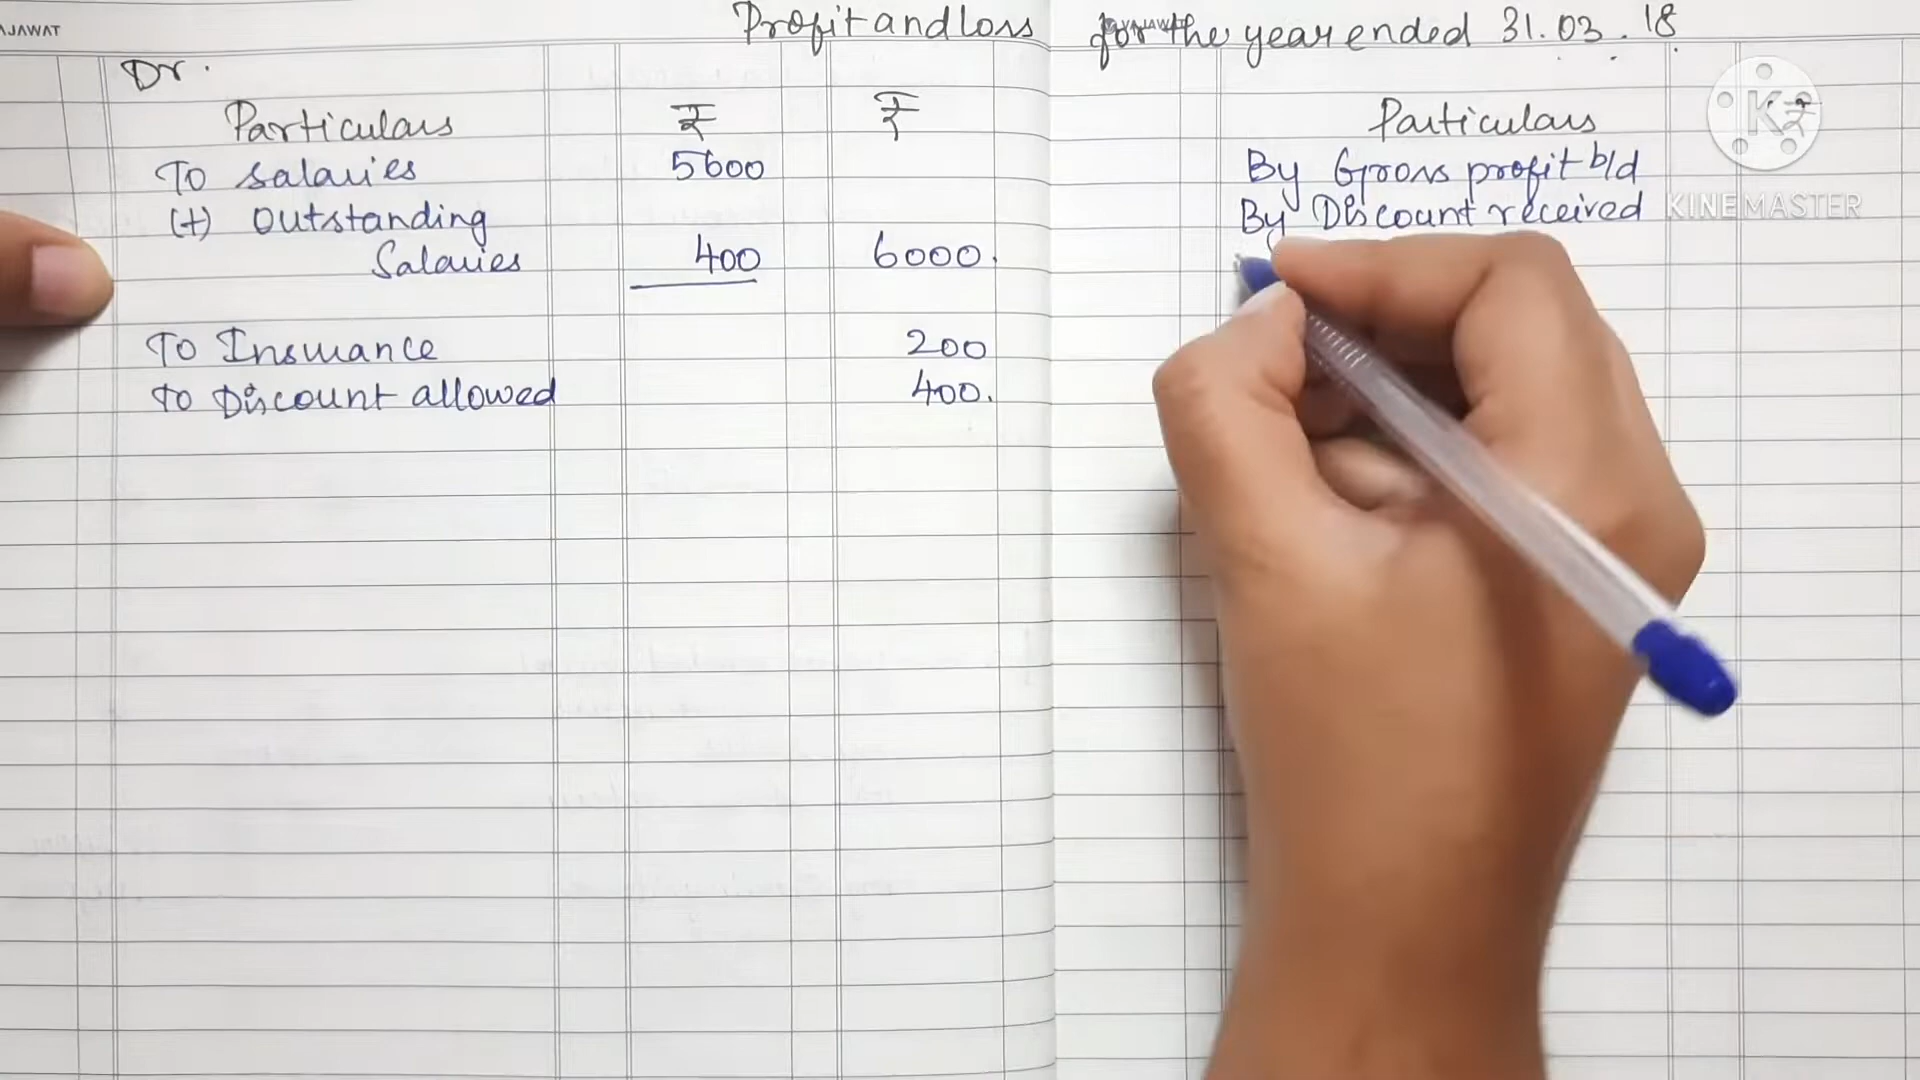 AJAWAT
Profit and loss for the year ended 31.03.18
Dr.
Particulars ₹ ₹
To salaries 5600
(+) Outstanding
Salaries 400 6000.
To Insurance 200
To Discount allowed 400.
Particulars
By Gross profit b/d
By Discount received
K₹
KINEMASTER